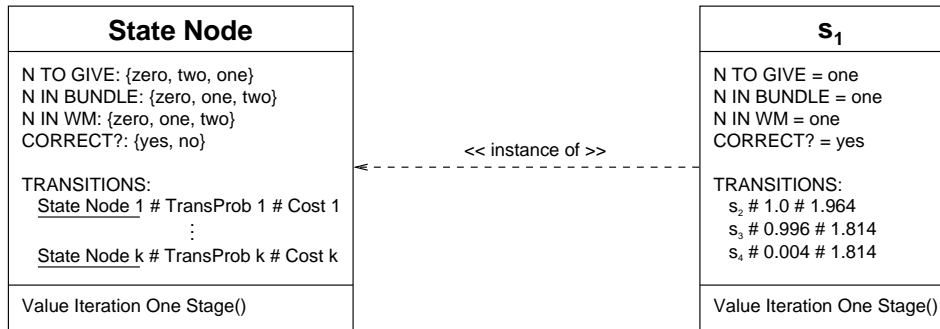 State Node
N TO GIVE: {zero, two, one}
N IN BUNDLE: {zero, one, two}
N IN WM: {zero, one, two}
CORRECT?: {yes, no}
TRANSITIONS:
State Node 1 # TransProb 1 # Cost 1
⋮
State Node k # TransProb k # Cost k
Value Iteration One Stage()
<< instance of >>
s₁
N TO GIVE = one
N IN BUNDLE = one
N IN WM = one
CORRECT? = yes
TRANSITIONS:
s₂ # 1.0 # 1.964
s₃ # 0.996 # 1.814
s₄ # 0.004 # 1.814
Value Iteration One Stage()